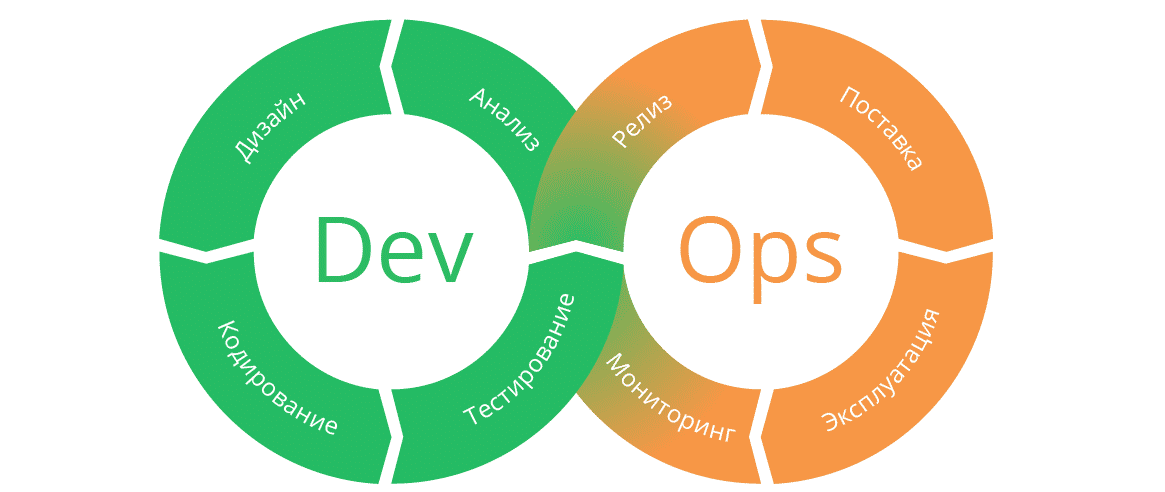 Дизайн
Анализ
Релиз
Поставка
Dev
Ops
Кодирование
Тестирование
Мониторинг
Эксплуатация